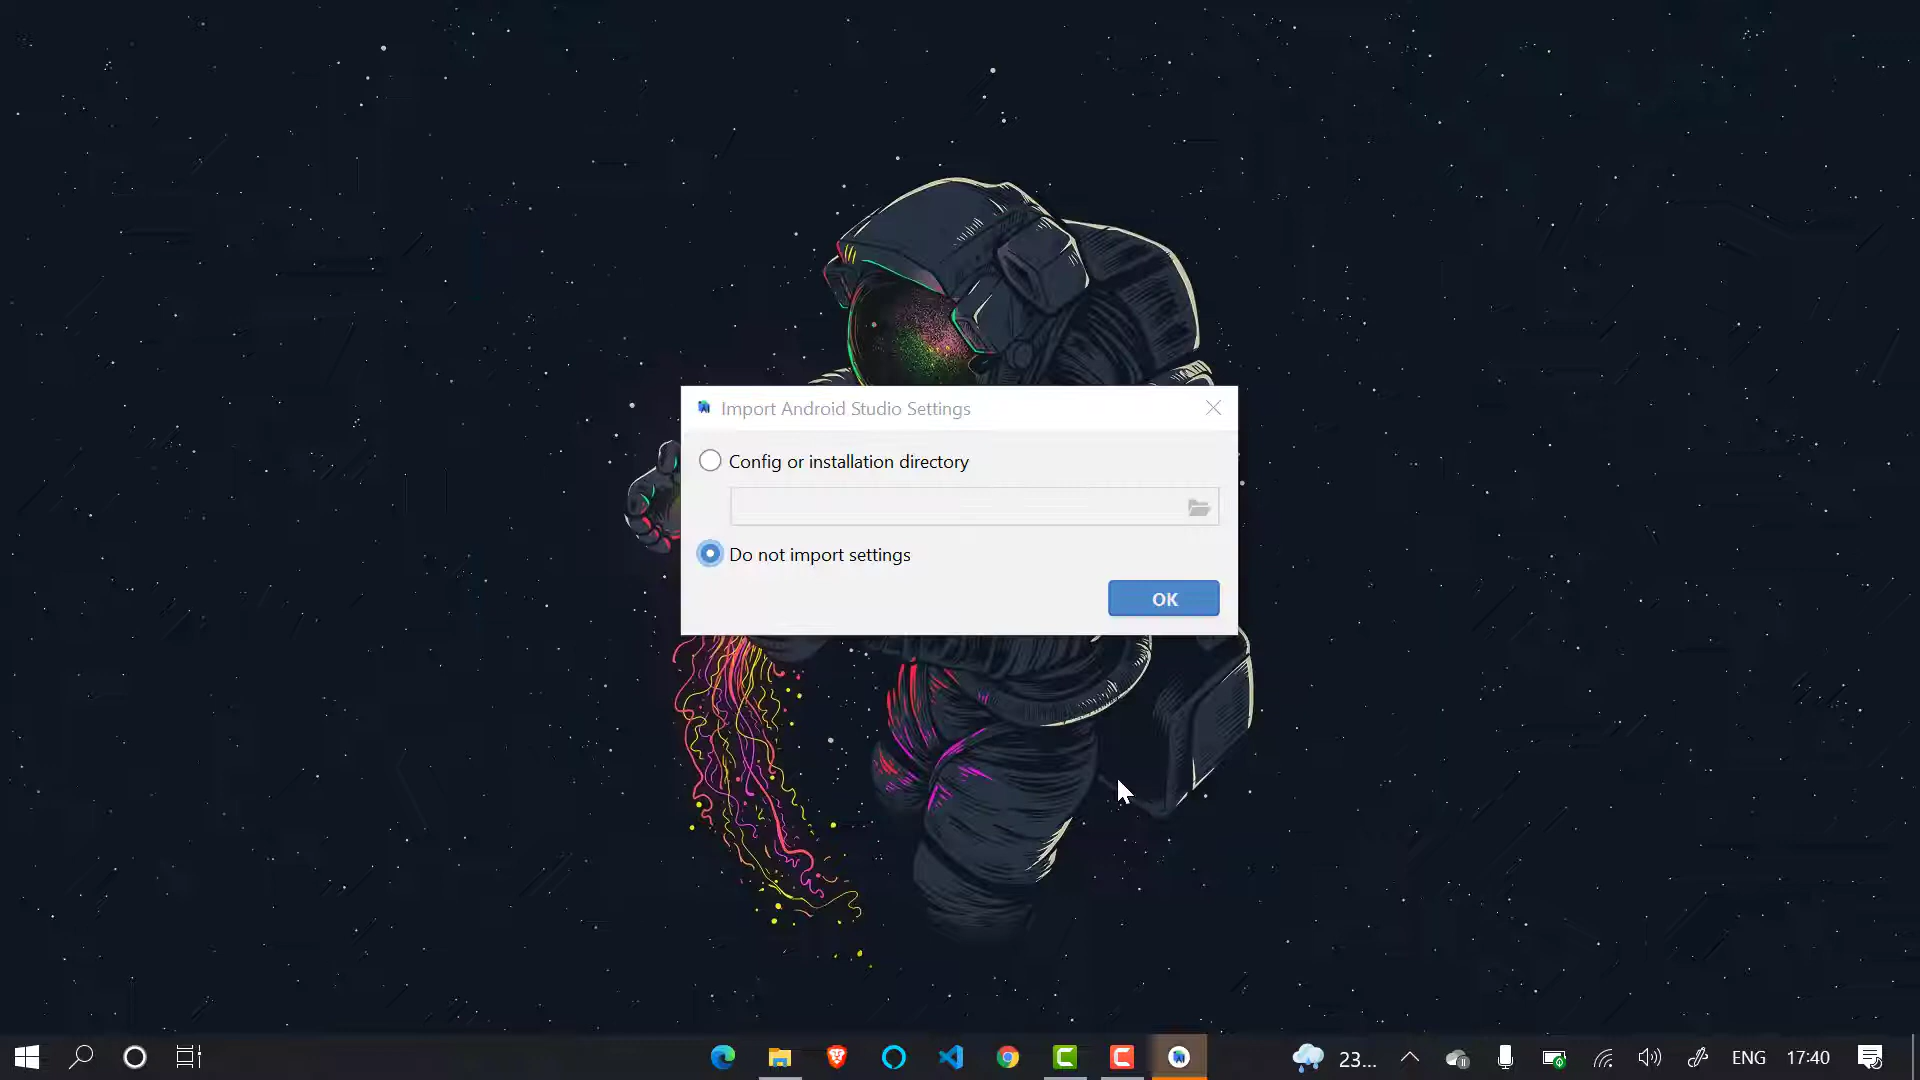 Import Android Studio Settings
Config or installation directory
Do not import settings
OK
23...
ENG
17:40